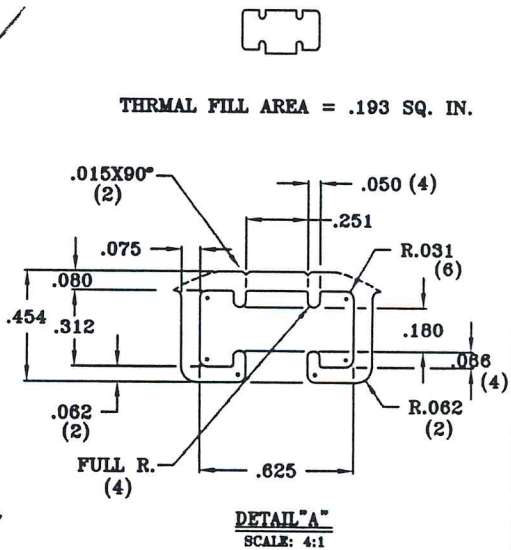 THRMAL FILL AREA = .193 SQ. IN.
.015X90°
(2)
.050 (4)
.251
.075
R.031
(6)
.080
.454
.312
.180
.066
(4)
.062
(2)
R.062
(2)
FULL R.
(4)
.625
DETAIL"A"
SCALE: 4:1